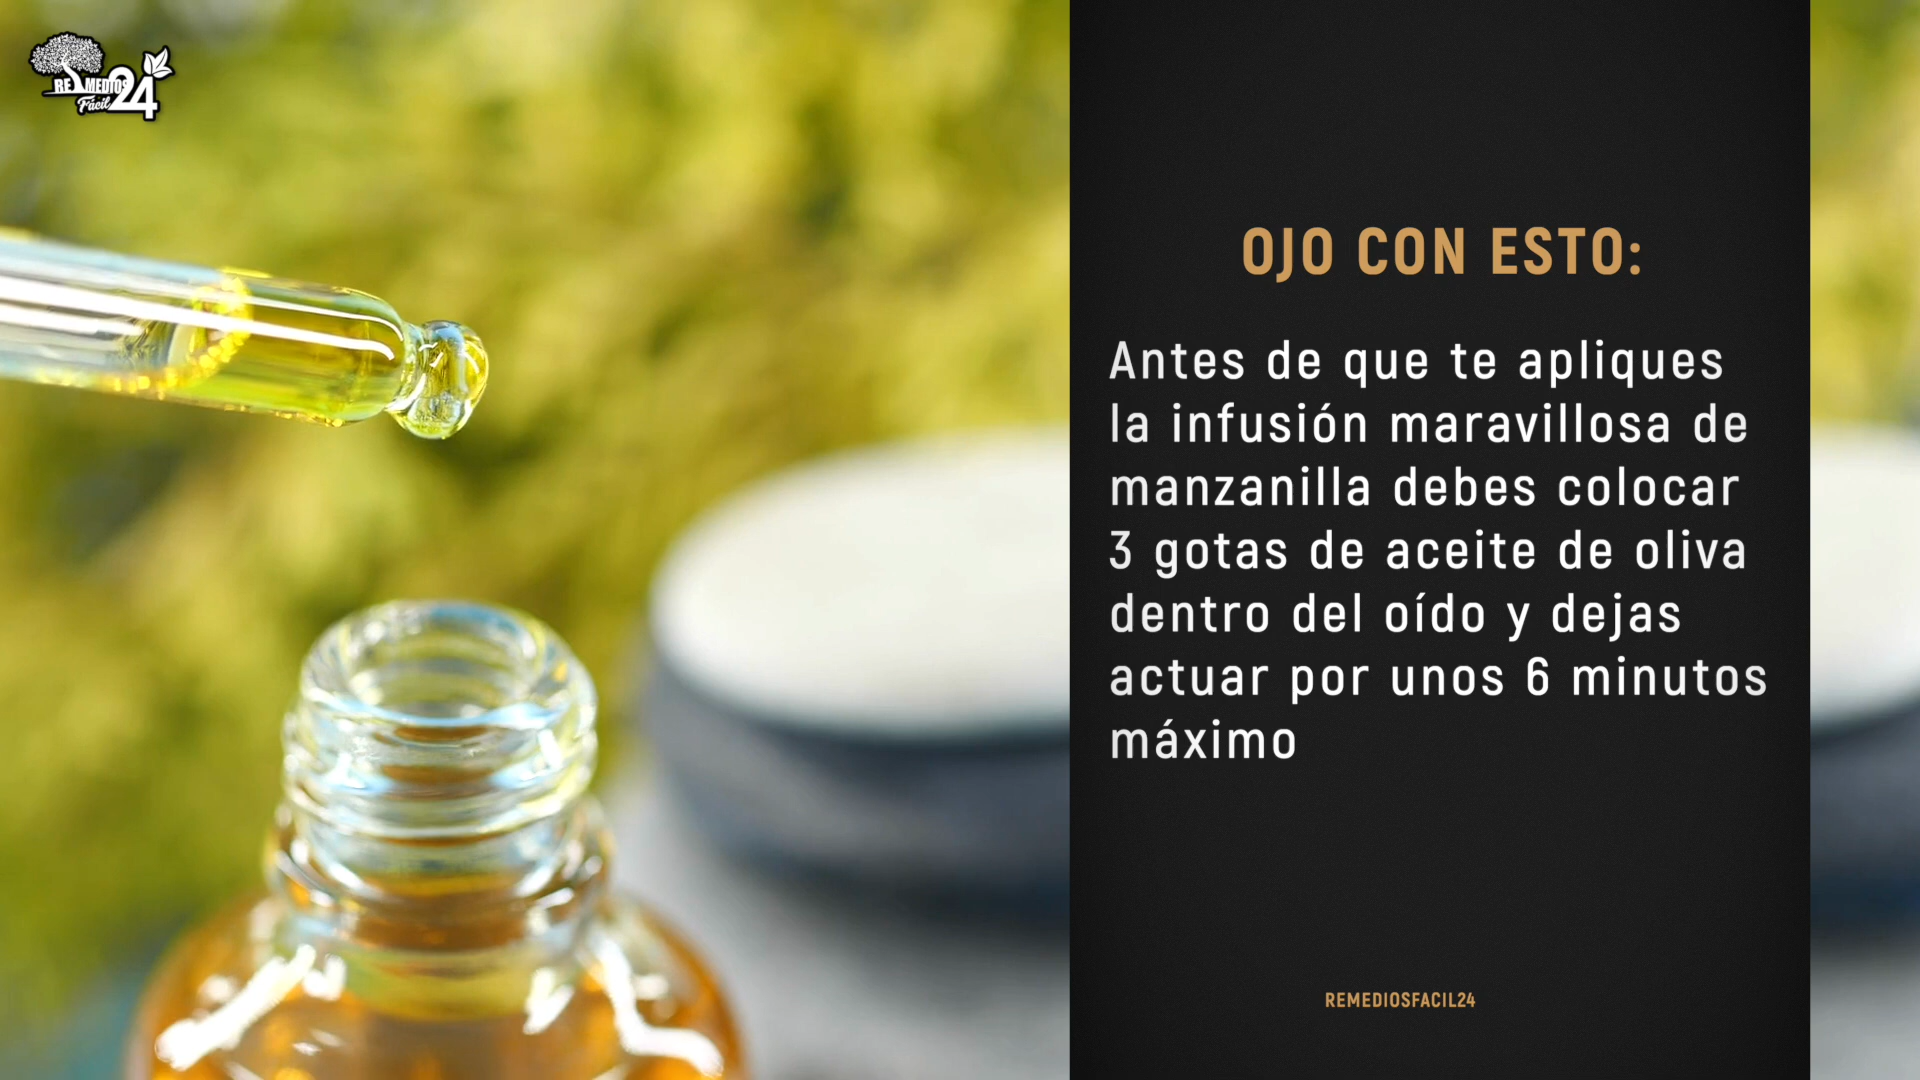 REMEDIOS
Fácil 24
OJO CON ESTO:
Antes de que te apliques
la infusión maravillosa de
manzanilla debes colocar
3 gotas de aceite de oliva
dentro del oído y dejas
actuar por unos 6 minutos
máximo
REMEDIOSFACIL24